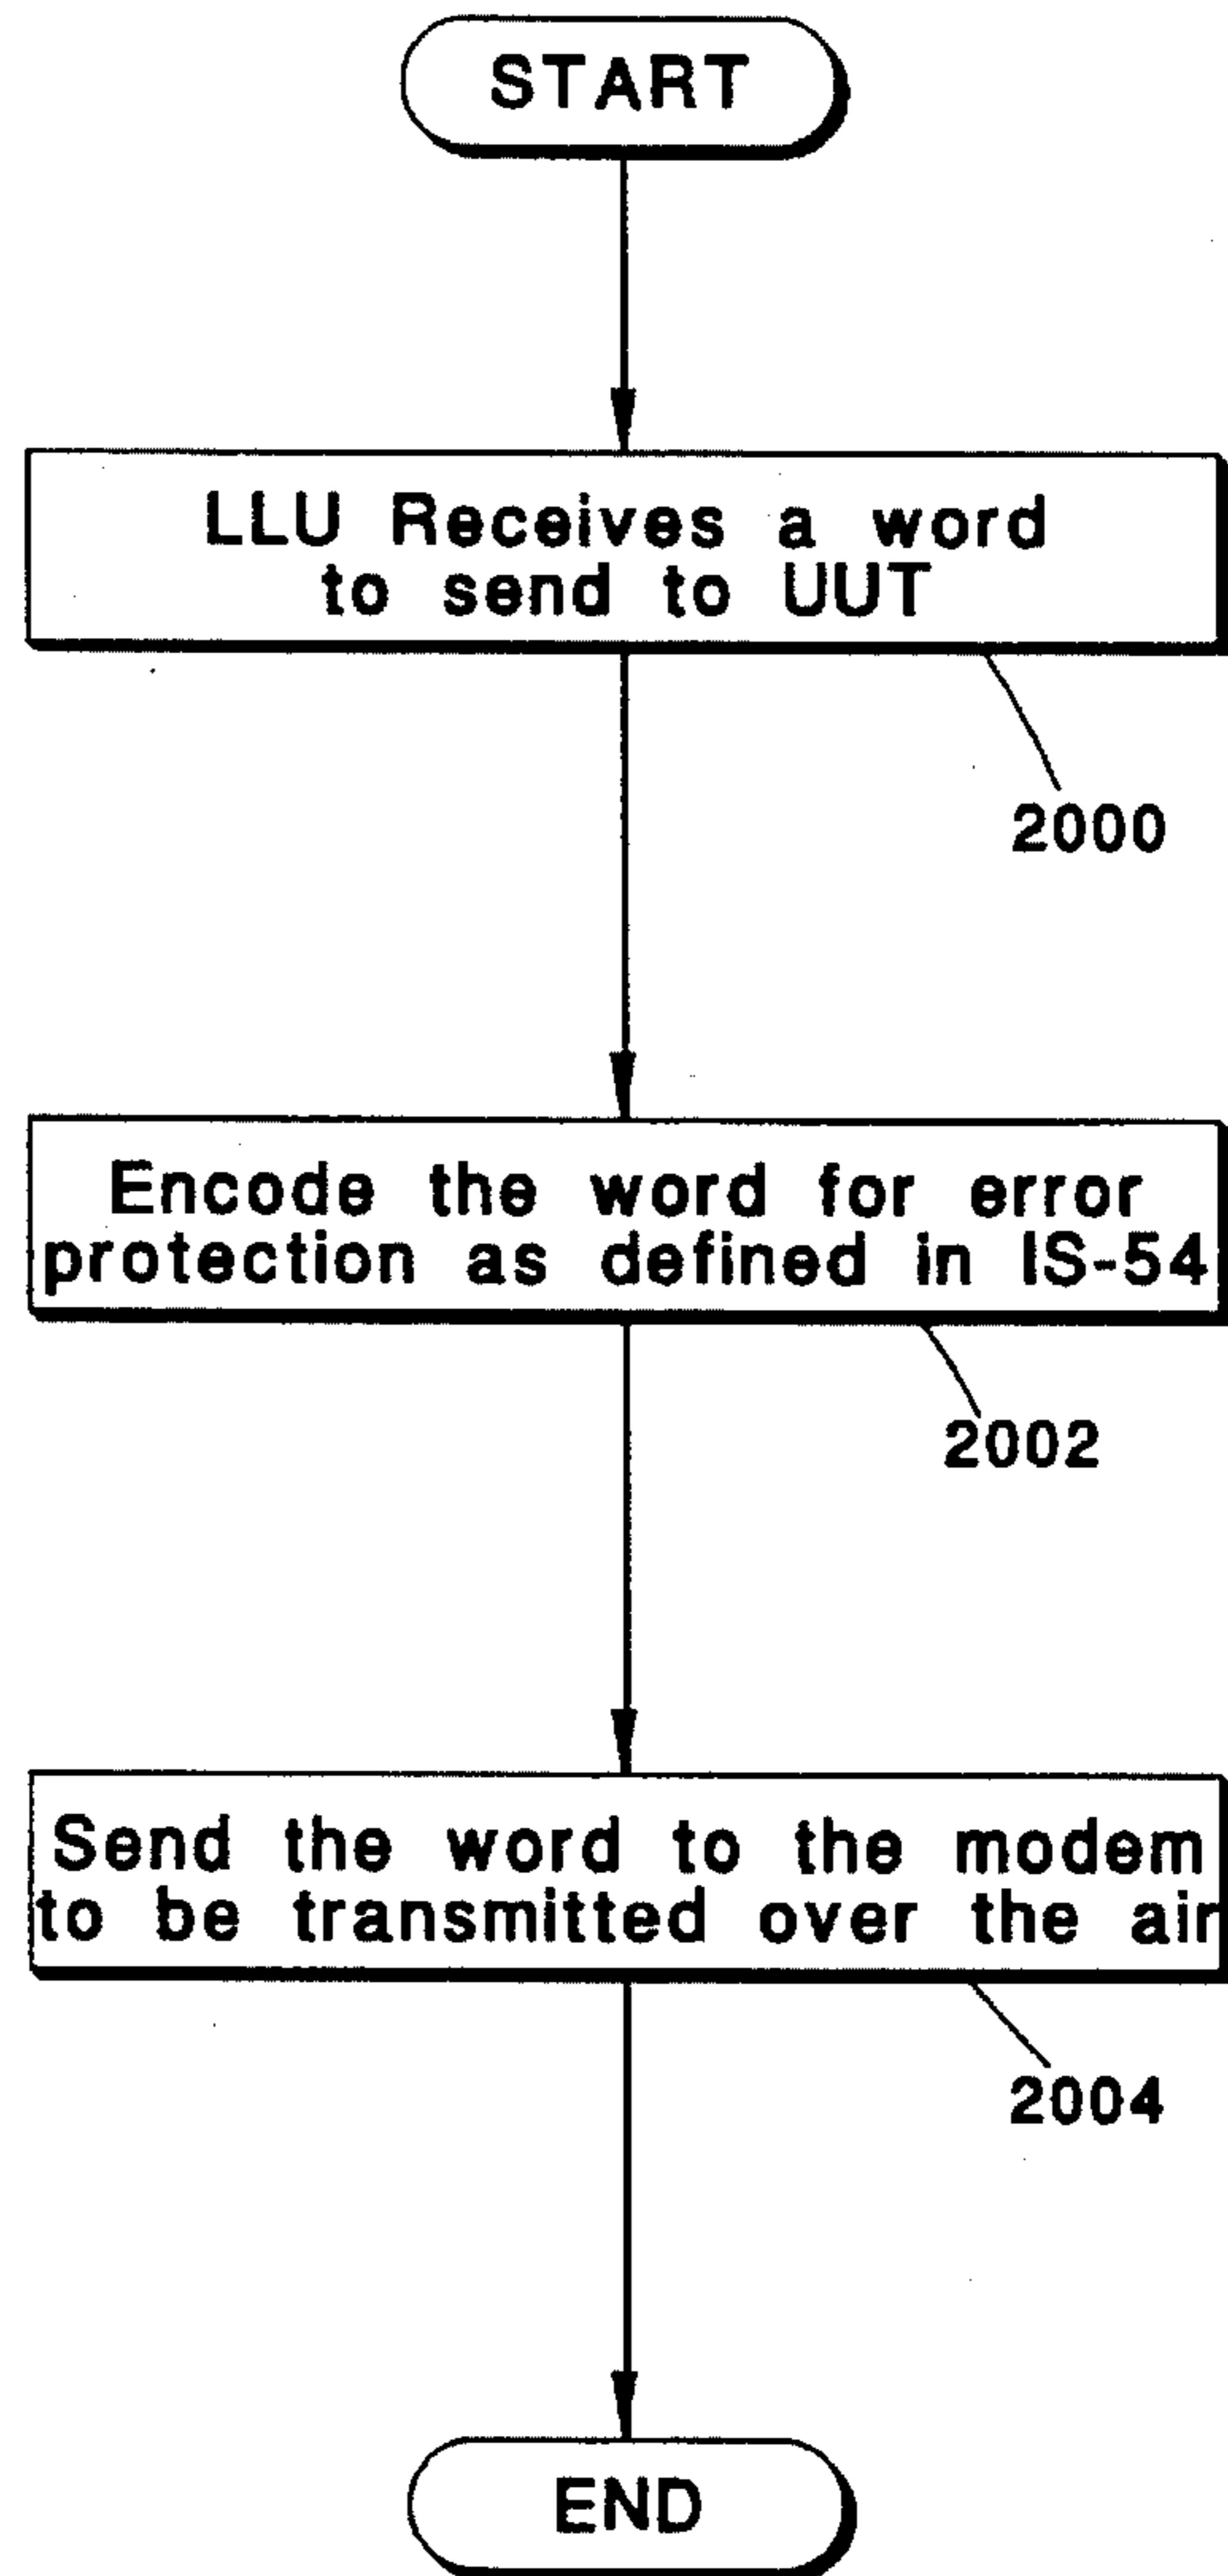 START
LLU Receives a word
to send to UUT
2000
Encode the word for error
protection as defined in IS-54
2002
Send the word to the modem
to be transmitted over the air
2004
END